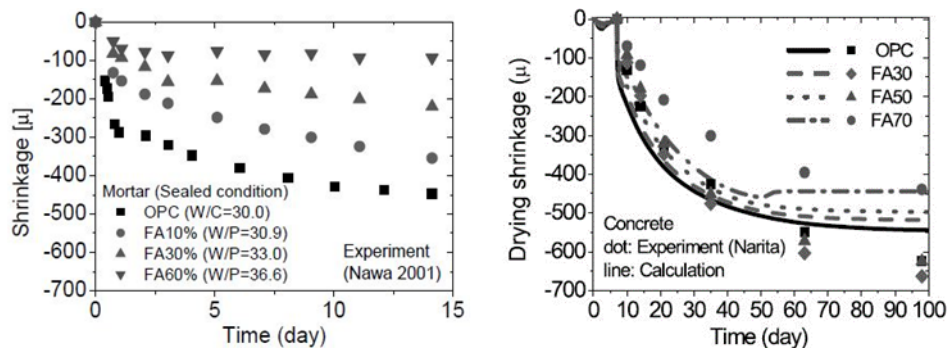 0
-100
-200
-300
-400
-500
-600
-700
Shrinkage [μ]
Mortar (Sealed condition)
OPC (W/C=30.0)
FA10% (W/P=30.9)
FA30% (W/P=33.0)
FA60% (W/P=36.6)
Experiment
(Nawa 2001)
0 5 10 15
Time (day)
0
-100
-200
-300
-400
-500
-600
-700
Drying shrinkage (μ)
OPC
FA30
FA50
FA70
Concrete
dot: Experiment (Narita)
line: Calculation
0 10 20 30 40 50 60 70 80 90 100
Time (day)